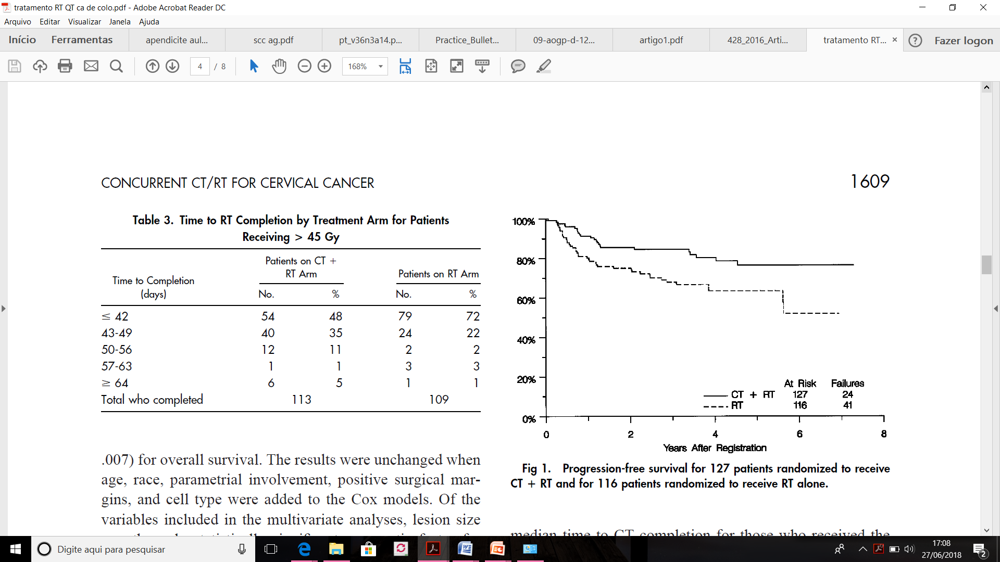 tratamento RT QT ca de colo.pdf - Adobe Acrobat Reader DC
Arquivo Editar Visualizar Janela Ajuda
Início Ferramentas apendicite aul... scc ag.pdf pt_v36n3a14.p... Practice_Bullet... 09-aogp-d-12... artigo1.pdf 428_2016_Arti... tratamento RT... × ? Fazer logon
4 / 8 168%
CONCURRENT CT/RT FOR CERVICAL CANCER
1609
Table 3. Time to RT Completion by Treatment Arm for Patients
Receiving > 45 Gy
Patients on CT +
RT Arm
Patients on RT Arm
Time to Completion
(days)
No. % No. %
≤ 42 54 48 79 72
43-49 40 35 24 22
50-56 12 11 2 2
57-63 1 1 3 3
≥ 64 6 5 1 1
Total who completed 113 109
.007) for overall survival. The results were unchanged when
age, race, parametrial involvement, positive surgical mar-
gins, and cell type were added to the Cox models. Of the
variables included in the multivariate analyses, lesion size
100%
80%
60%
40%
20%
0%
At Risk Failures
CT + RT 127 24
RT 116 41
0 2 4 6 8
Years After Registration
Fig 1. Progression-free survival for 127 patients randomized to receive
CT + RT and for 116 patients randomized to receive RT alone.
median time to CT completion for those who received the
Digite aqui para pesquisar
17:08
27/06/2018
2